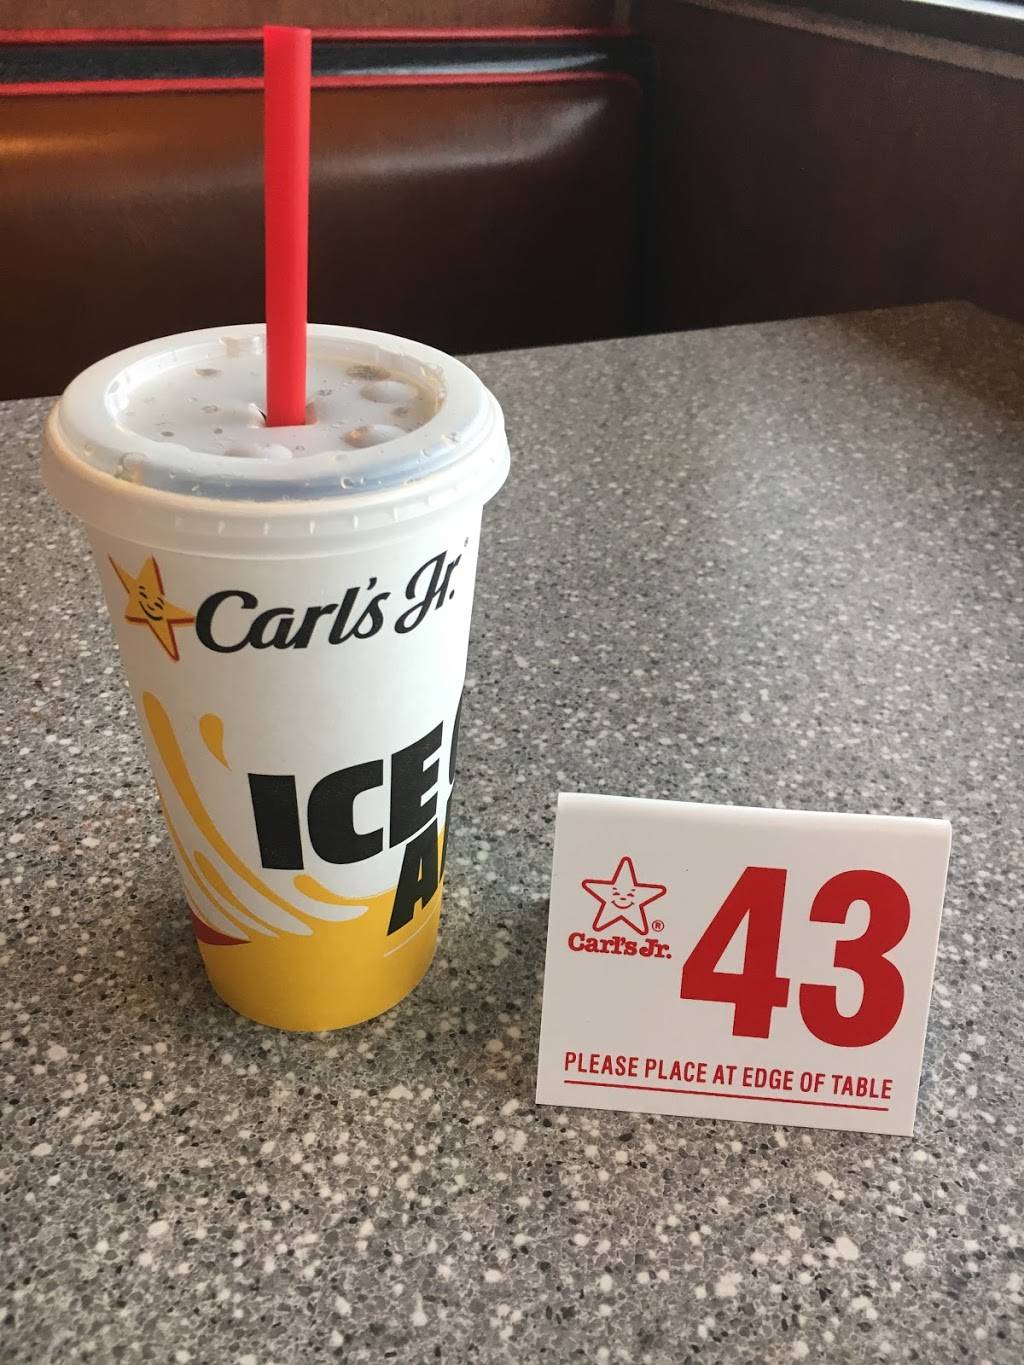 Carl's Jr.®
ICE
43
Carl's Jr.®
PLEASE PLACE AT EDGE OF TABLE